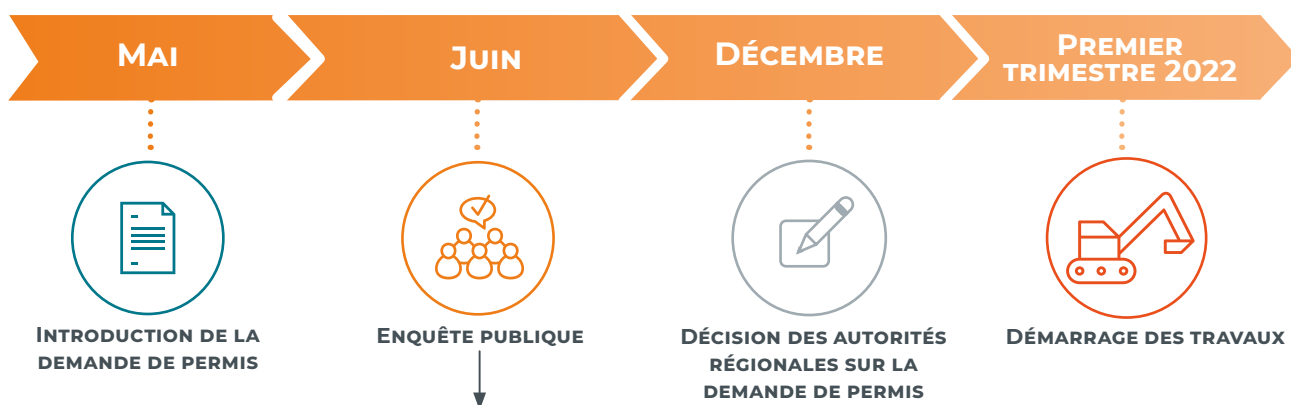 MAI
JUIN
DÉCEMBRE
PREMIER
TRIMESTRE 2022
INTRODUCTION DE LA
DEMANDE DE PERMIS
ENQUÊTE PUBLIQUE
DÉCISION DES AUTORITÉS
RÉGIONALES SUR LA
DEMANDE DE PERMIS
DÉMARRAGE DES TRAVAUX